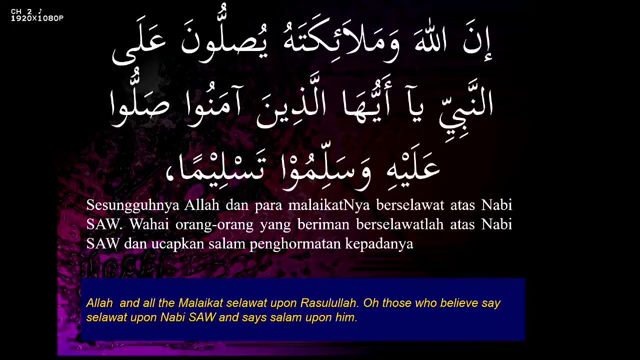 CH 2 ♪
1920X1080P
إنَ اللهَ وَمَلاَئِكَتَهُ يُصلُّونَ عَلَى
النَّبِيِّ يآ أَيُّهَا الَّذِينَ آمَنُوا صَلُّوا
عَلَيْهِ وَسَلِّمُوْا تَسْلِيْمًا،
Sesungguhnya Allah dan para malaikatNya berselawat atas Nabi
SAW. Wahai orang-orang yang beriman berselawatlah atas Nabi
SAW dan ucapkan salam penghormatan kepadanya
Allah  and all the Malaikat selawat upon Rasulullah. Oh those who believe say
selawat upon Nabi SAW and says salam upon him.